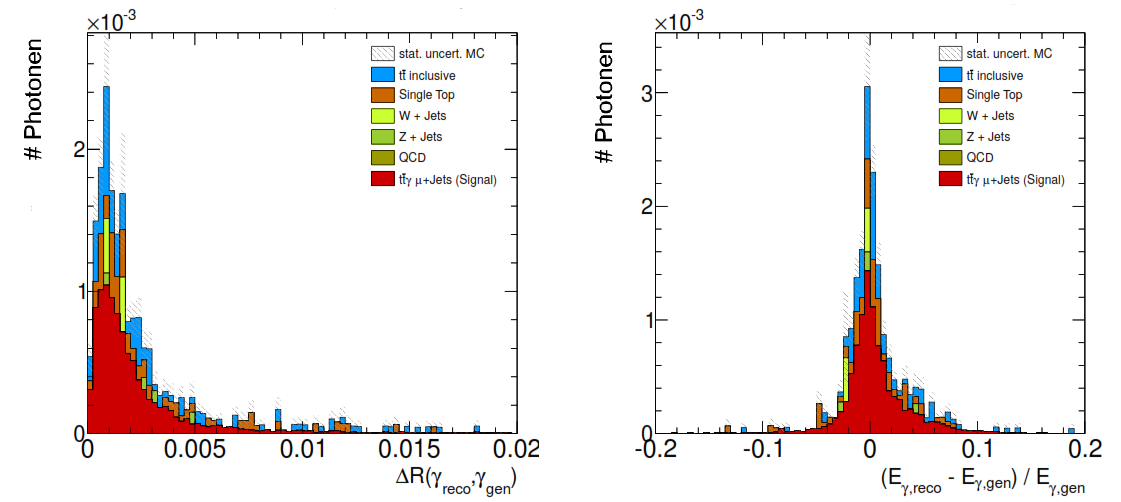 ×10⁻³
# Photonen
2
1
0
stat. uncert. MC
tt̄ inclusive
Single Top
W + Jets
Z + Jets
QCD
tt̄γ μ+Jets (Signal)
0 0.005 0.01 0.015 0.02
ΔR(γreco,γgen)
×10⁻³
# Photonen
3
2
1
0
stat. uncert. MC
tt̄ inclusive
Single Top
W + Jets
Z + Jets
QCD
tt̄γ μ+Jets (Signal)
-0.2 -0.1 0 0.1 0.2
(Eγ,reco - Eγ,gen) / Eγ,gen